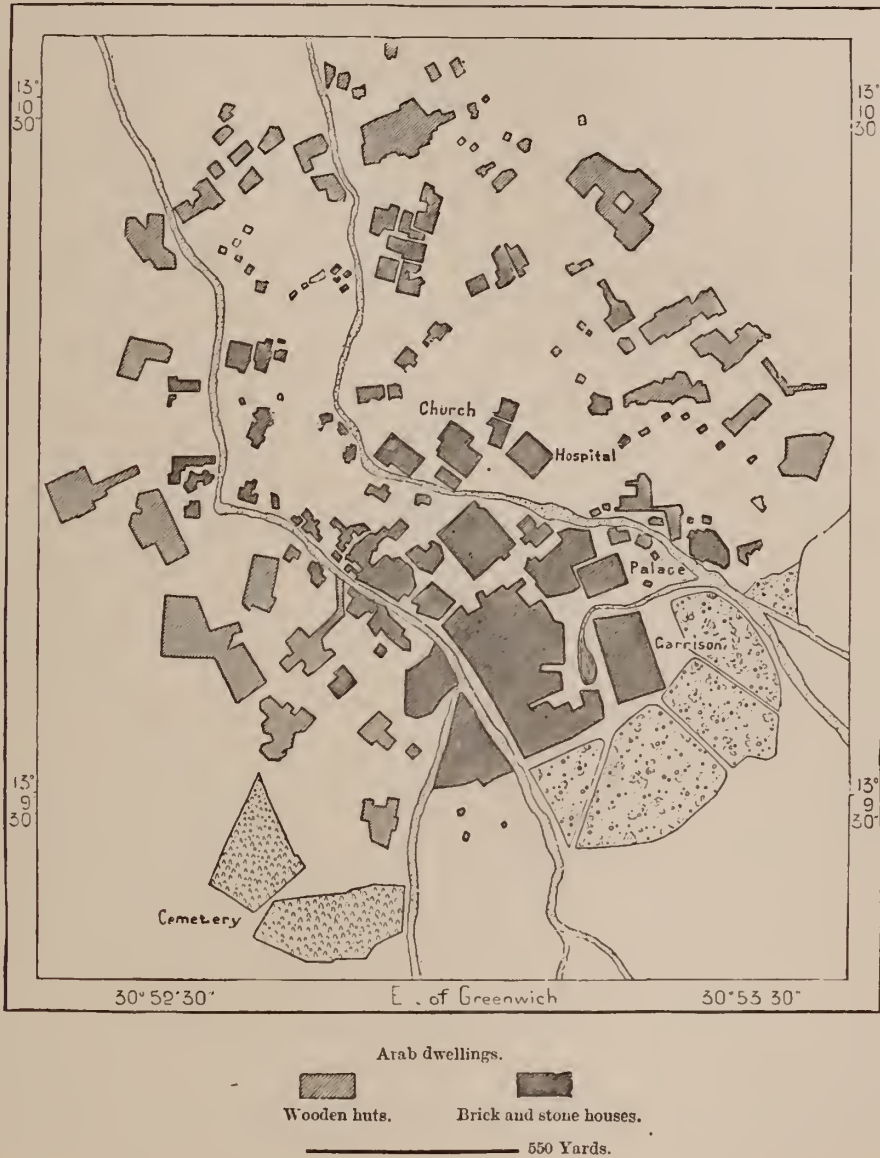 13°
10
30
13°
10
30
Church
Hospital
Palace
Garrison
13°
9
30
13°
9
30
Cemetery
30° 52' 30"
E. of Greenwich
30° 53 30"
Arab dwellings.
Wooden huts.
Brick and stone houses.
550 Yards.